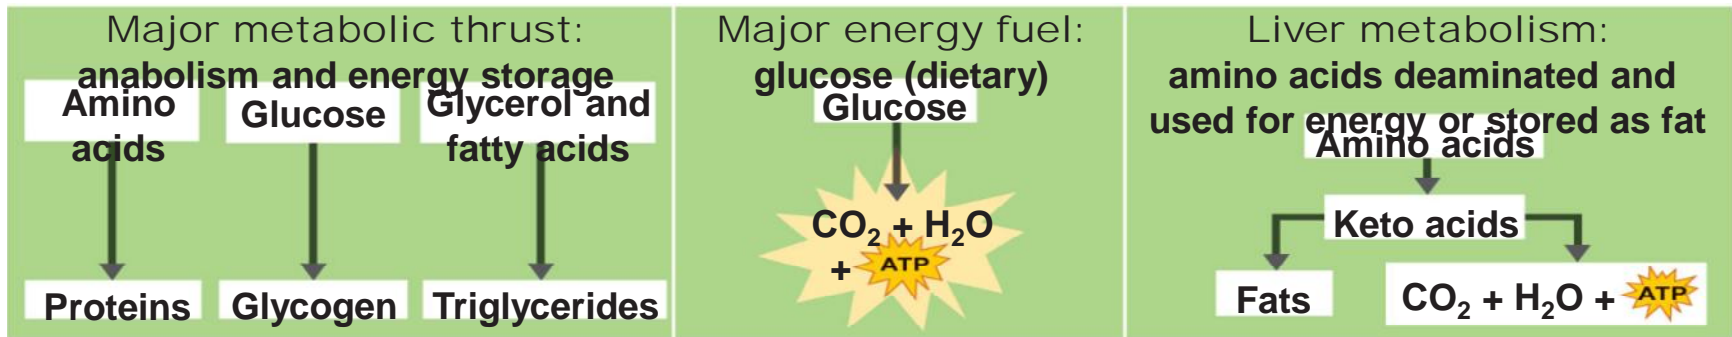 Major metabolic thrust:
anabolism and energy storage
Amino
acids
Glucose
Glycerol and
fatty acids
Proteins
Glycogen
Triglycerides
Major energy fuel:
glucose (dietary)
Glucose
CO₂ + H₂O
+ ATP
Liver metabolism:
amino acids deaminated and
used for energy or stored as fat
Amino acids
Keto acids
Fats
CO₂ + H₂O + ATP